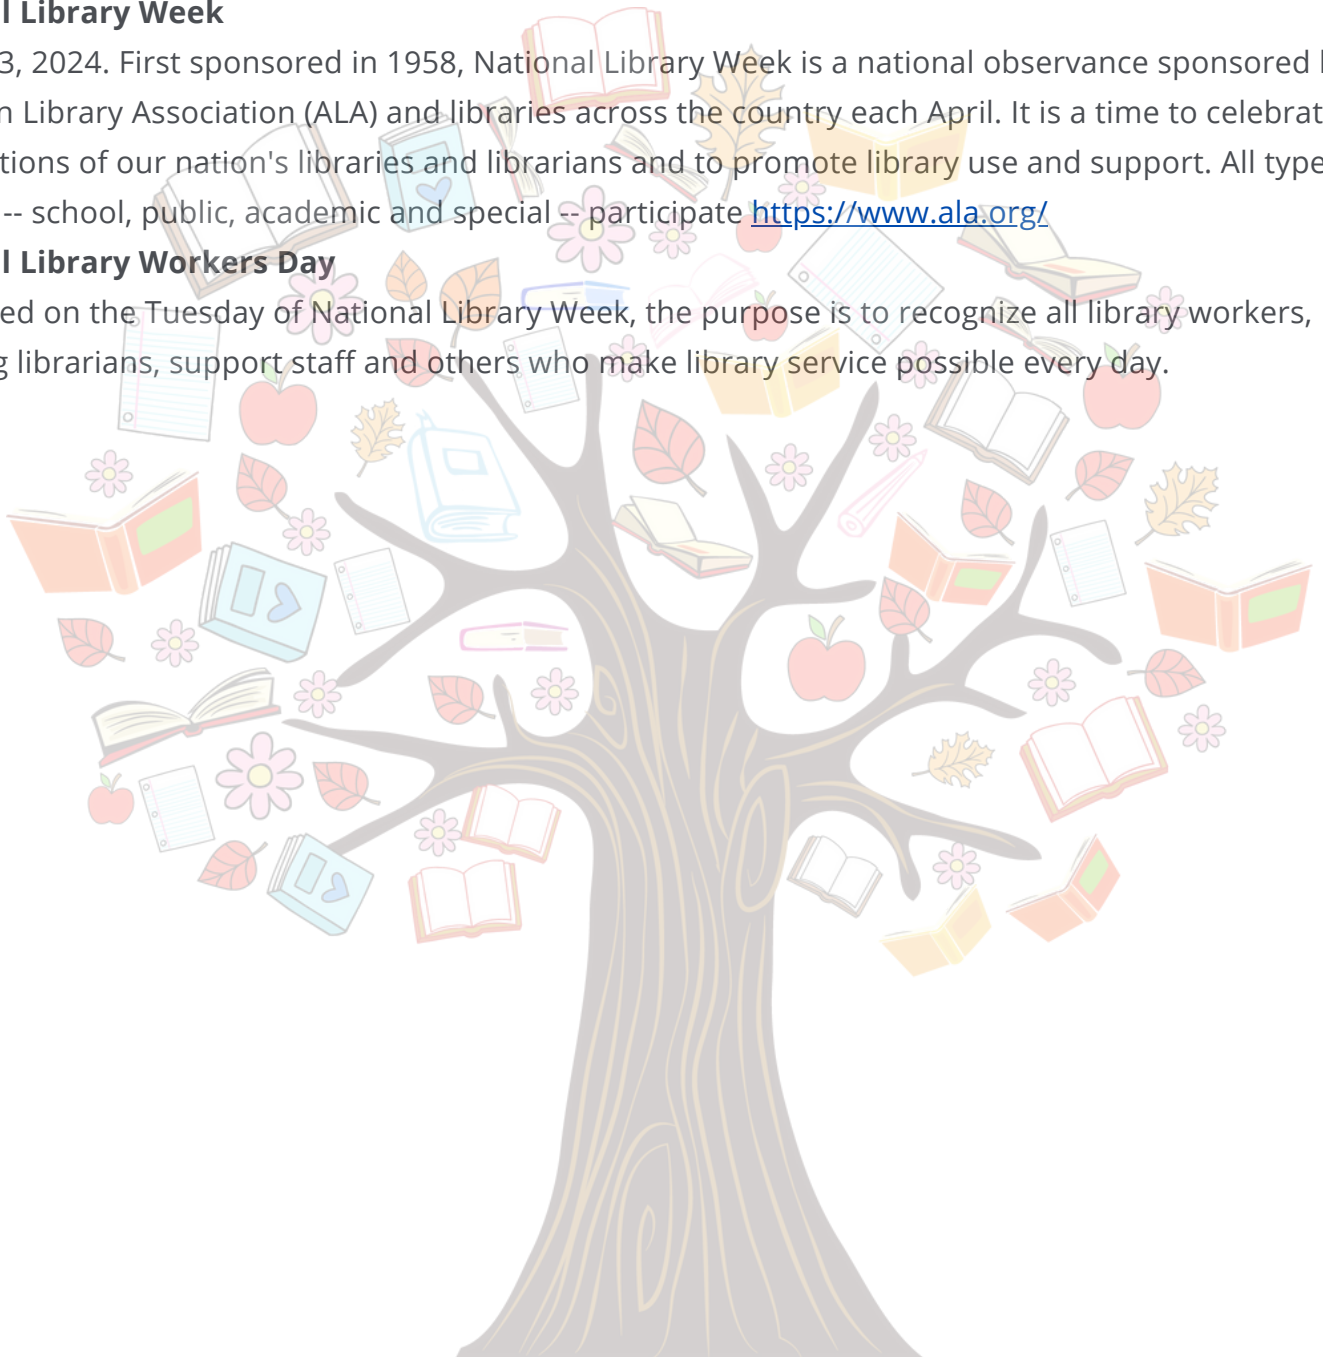 l Library Week
3, 2024. First sponsored in 1958, National Library Week is a national observance sponsored
n Library Association (ALA) and libraries across the country each April. It is a time to celebrat
tions of our nation's libraries and librarians and to promote library use and support. All type
-- school, public, academic and special -- participate https://www.ala.org/
l Library Workers Day
ed on the Tuesday of National Library Week, the purpose is to recognize all library workers,
g librarians, support staff and others who make library service possible every day.